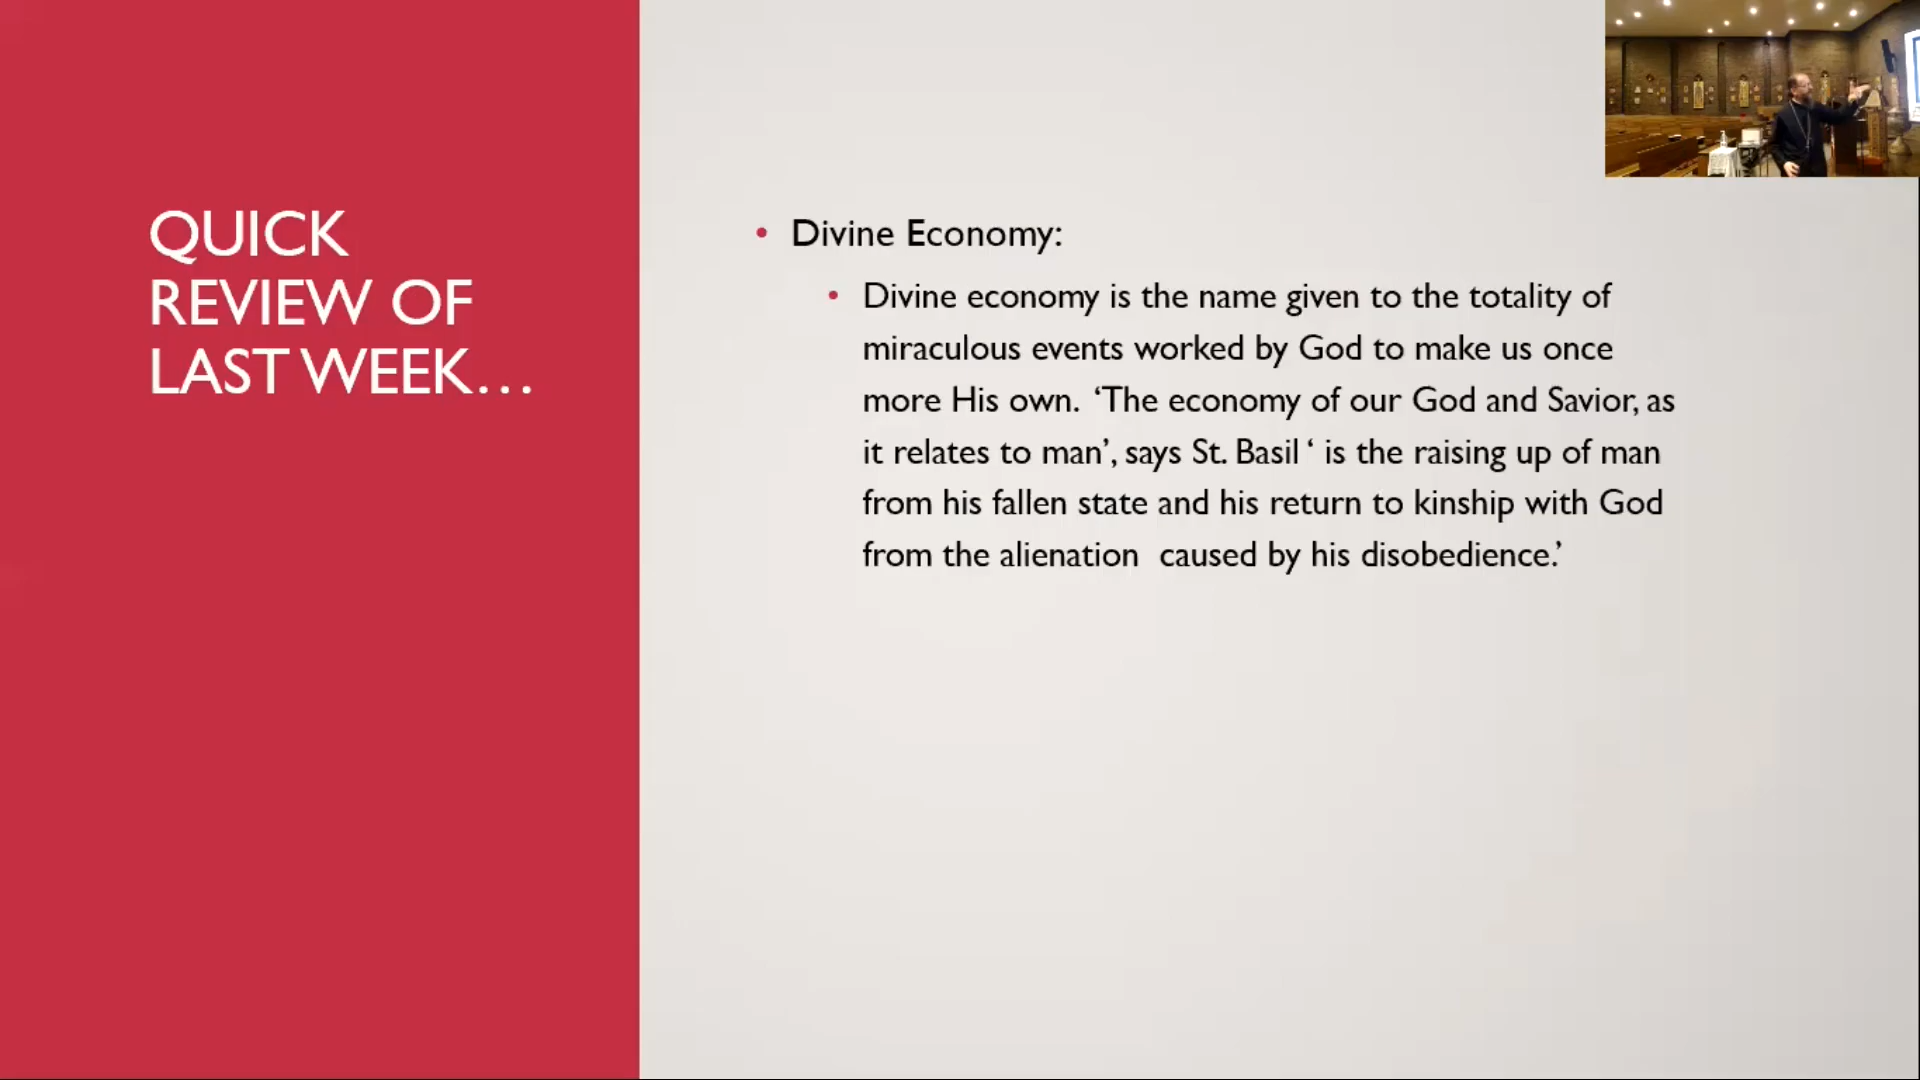 QUICK
REVIEW OF
LAST WEEK…
• Divine Economy:
• Divine economy is the name given to the totality of
miraculous events worked by God to make us once
more His own. ‘The economy of our God and Savior, as
it relates to man’, says St. Basil ‘ is the raising up of man
from his fallen state and his return to kinship with God
from the alienation  caused by his disobedience.’